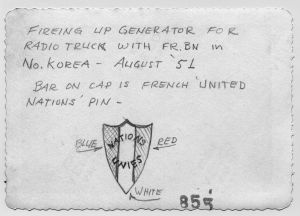 FIREING UP GENERATOR FOR
RADIO TRUCK WITH FR. BN in
No. KOREA - AUGUST '51
BAR ON CAP IS FRENCH 'UNITED
NATIONS' PIN -
NATIONS
UNIES
BLUE
RED
WHITE